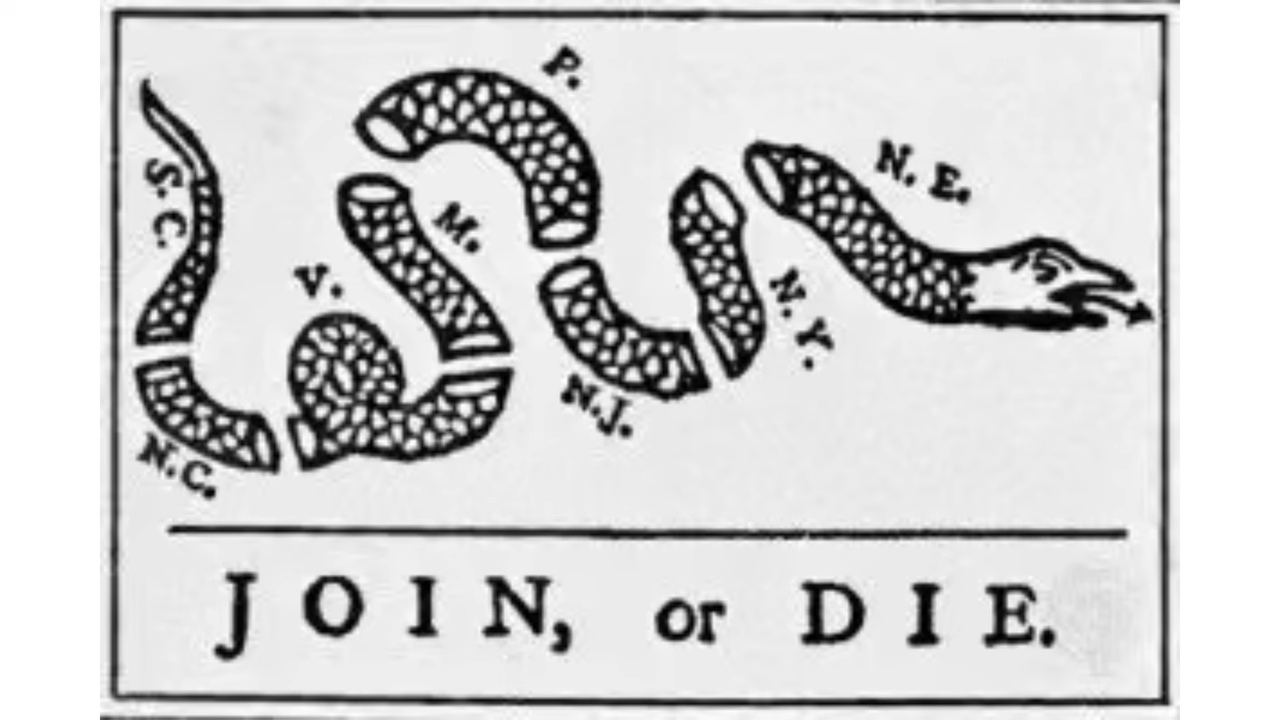 P.
N. E.
S. C.
M.
V.
N. Y.
N.J.
N.C.
JOIN, or DIE.